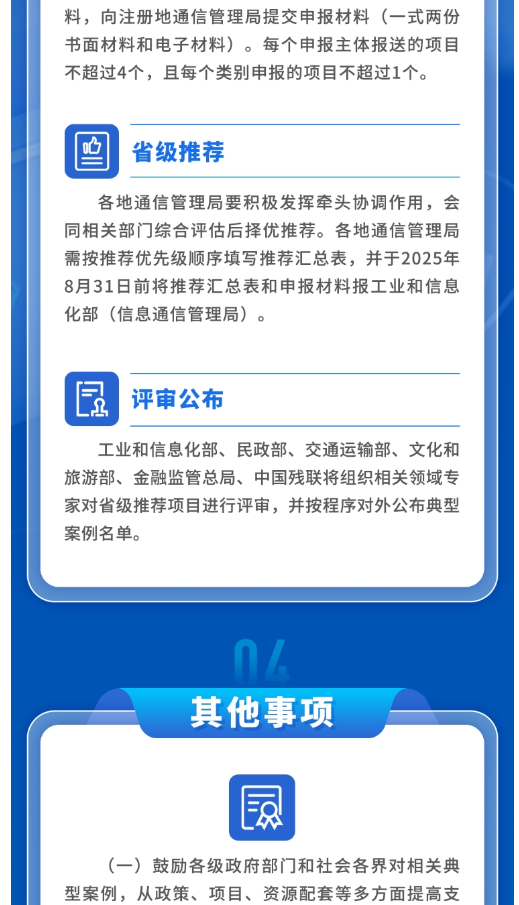 料，向注册地通信管理局提交申报材料（一式两份
书面材料和电子材料）。每个申报主体报送的项目
不超过4个，且每个类别申报的项目不超过1个。
省级推荐
各地通信管理局要积极发挥牵头协调作用，会
同相关部门综合评估后择优推荐。各地通信管理局
需按推荐优先级顺序填写推荐汇总表，并于2025年
8月31日前将推荐汇总表和申报材料报工业和信息
化部（信息通信管理局）。
评审公布
工业和信息化部、民政部、交通运输部、文化和
旅游部、金融监管总局、中国残联将组织相关领域专
家对省级推荐项目进行评审，并按程序对外公布典型
案例名单。
04
其他事项
（一）鼓励各级政府部门和社会各界对相关典
型案例，从政策、项目、资源配套等多方面提高支